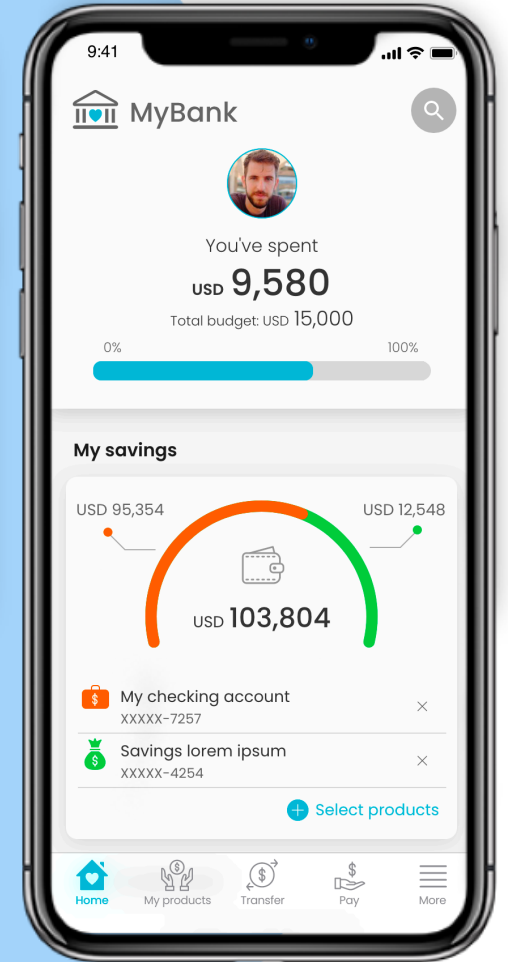 9:41
MyBank
You've spent
USD 9,580
Total budget: USD 15,000
0% 100%
My savings
USD 95,354 USD 12,548
USD 103,804
$ My checking account
XXXXX-7257
$ Savings lorem ipsum
XXXXX-4254
Select products
Home My products Transfer Pay More